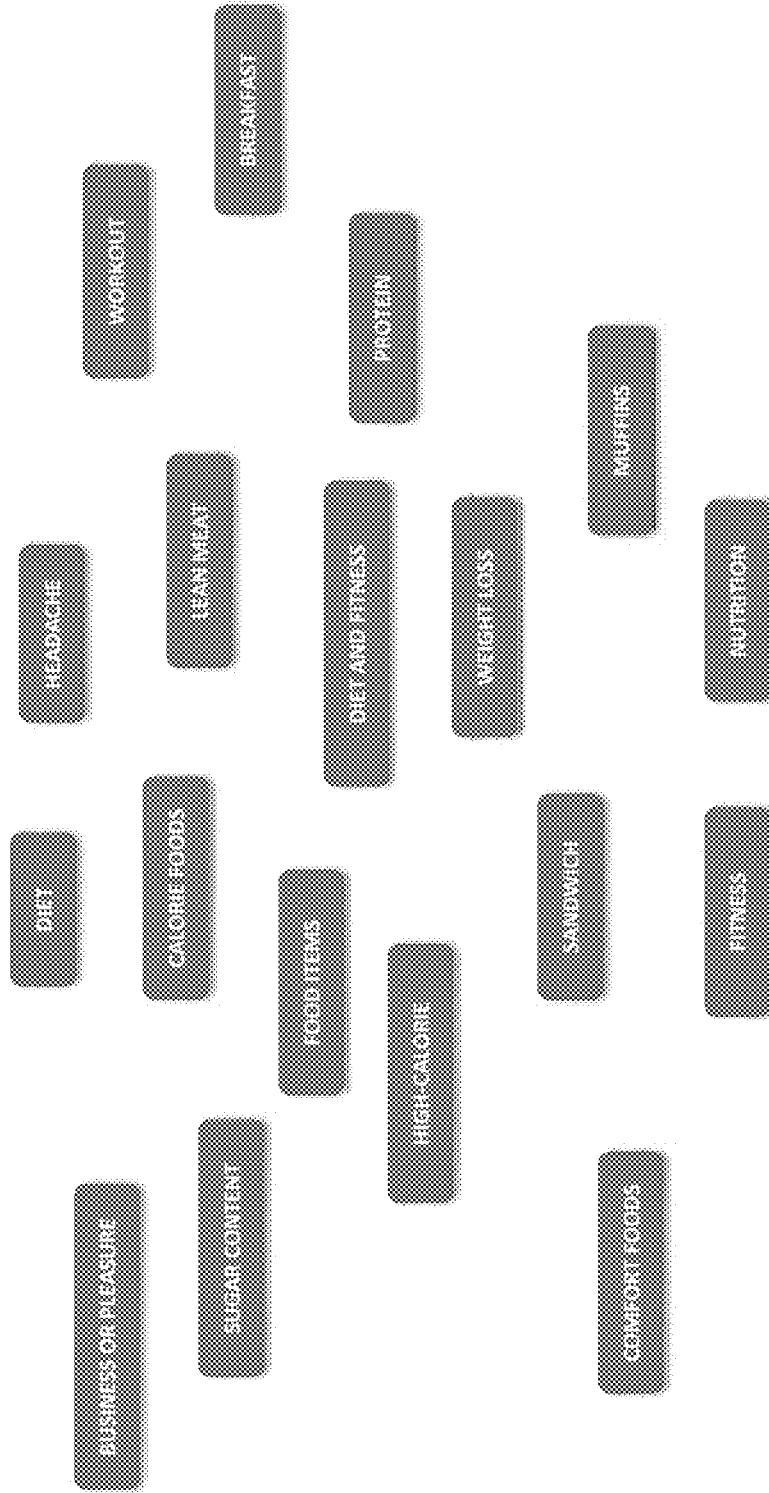 DIET
HEADACHE
BUSINESS OR PLEASURE
WORKOUT
CALORIE FOODS
LEAN MEAT
SUGAR CONTENT
BREAKFAST
FOOD ITEMS
DIET AND FITNESS
PROTEIN
HIGH-CALORIE
WEIGHT LOSS
SANDWICH
MUFFINS
COMFORT FOODS
FITNESS
NUTRITION